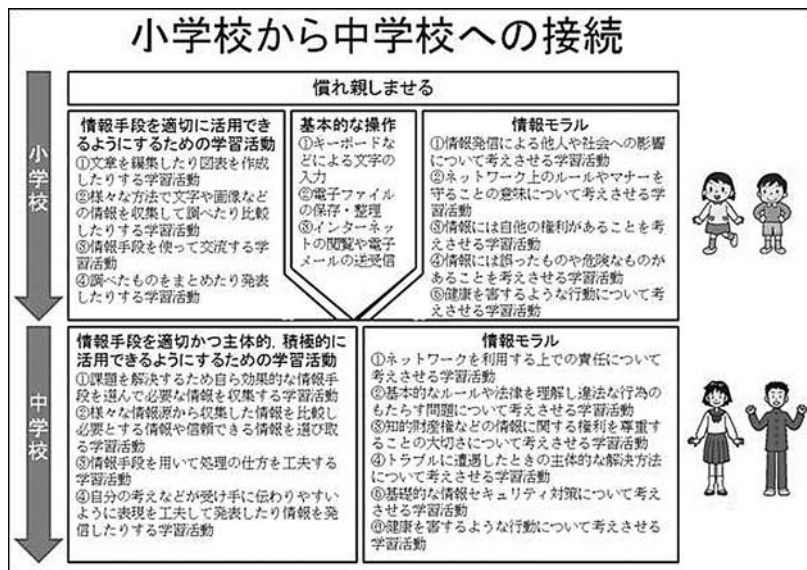 小学校から中学校への接続
慣れ親しませる
小学校
情報手段を適切に活用でき
るようにするための学習活動
①文章を編集したり図表を作成
したりする学習活動
②様々な方法で文字や画像など
の情報を収集して調べたり比較
したりする学習活動
③情報手段を使って交流する学
習活動
④調べたものをまとめたり発表
したりする学習活動
基本的な操作
①キーボード
などによる文字の
入力
②電子ファイル
の保存・整理
③インターネッ
トの閲覧や電子
メールの送受信
情報モラル
①情報発信による他人や社会への影響
について考えさせる学習活動
②ネットワーク上のルールやマナーを
守ることの意味について考えさせる学
習活動
③情報には自他の権利があることを考
えさせる学習活動
④情報には誤ったものや危険なものが
あることを考えさせる学習活動
⑥健康を害するような行動について考
えさせる学習活動
中学校
情報手段を適切かつ主体的，積極的に
活用できるようにするための学習活動
①課題を解決するため自ら効果的な情報手
段を選んで必要な情報を収集する学習活動
②様々な情報源から収集した情報を比較し
必要とする情報や信頼できる情報を選び取
る学習活動
③情報手段を用いて処理の仕方を工夫する
学習活動
④自分の考えなどが受け手に伝わりやすい
ように表現を工夫して発表したり情報を発
信したりする学習活動
情報モラル
①ネットワークを利用する上での責任について
考えさせる学習活動
②基本的なルールや法律を理解し違法な行為の
もたらす問題について考えさせる学習活動
③知的財産権などの情報に関する権利を尊重す
ることの大切さについて考えさせる学習活動
④トラブルに遭遇したときの主体的な解決方法
について考えさせる学習活動
⑥基礎的な情報セキュリティ対策について考え
させる学習活動
健康を害するような行動について考えさせる
学習活動